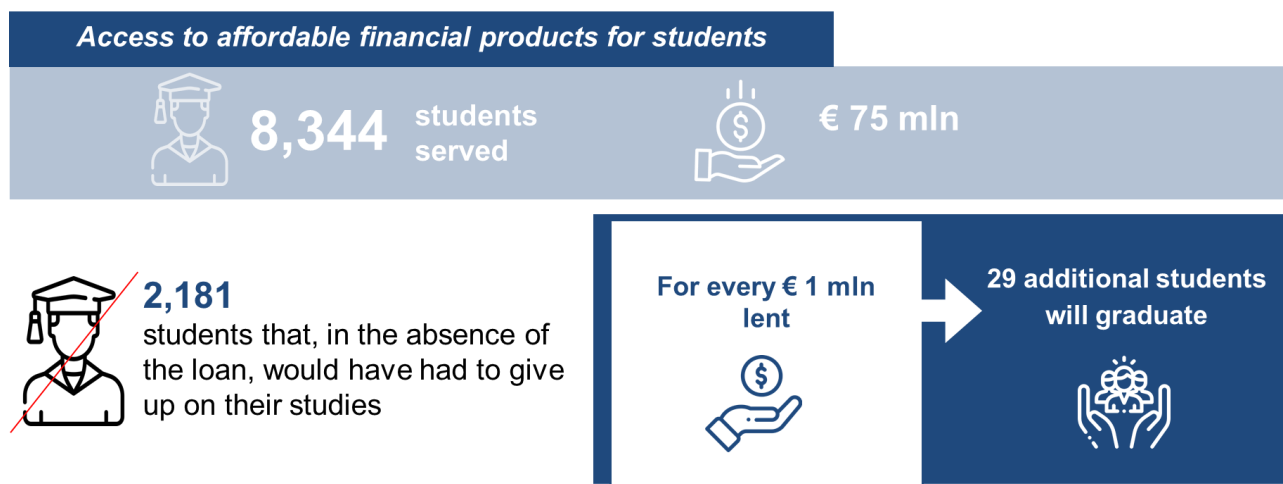 Access to affordable financial products for students
8,344
students
served
€ 75 mln
2,181
students that, in the absence of
the loan, would have had to give
up on their studies
For every € 1 mln
lent
29 additional students
will graduate